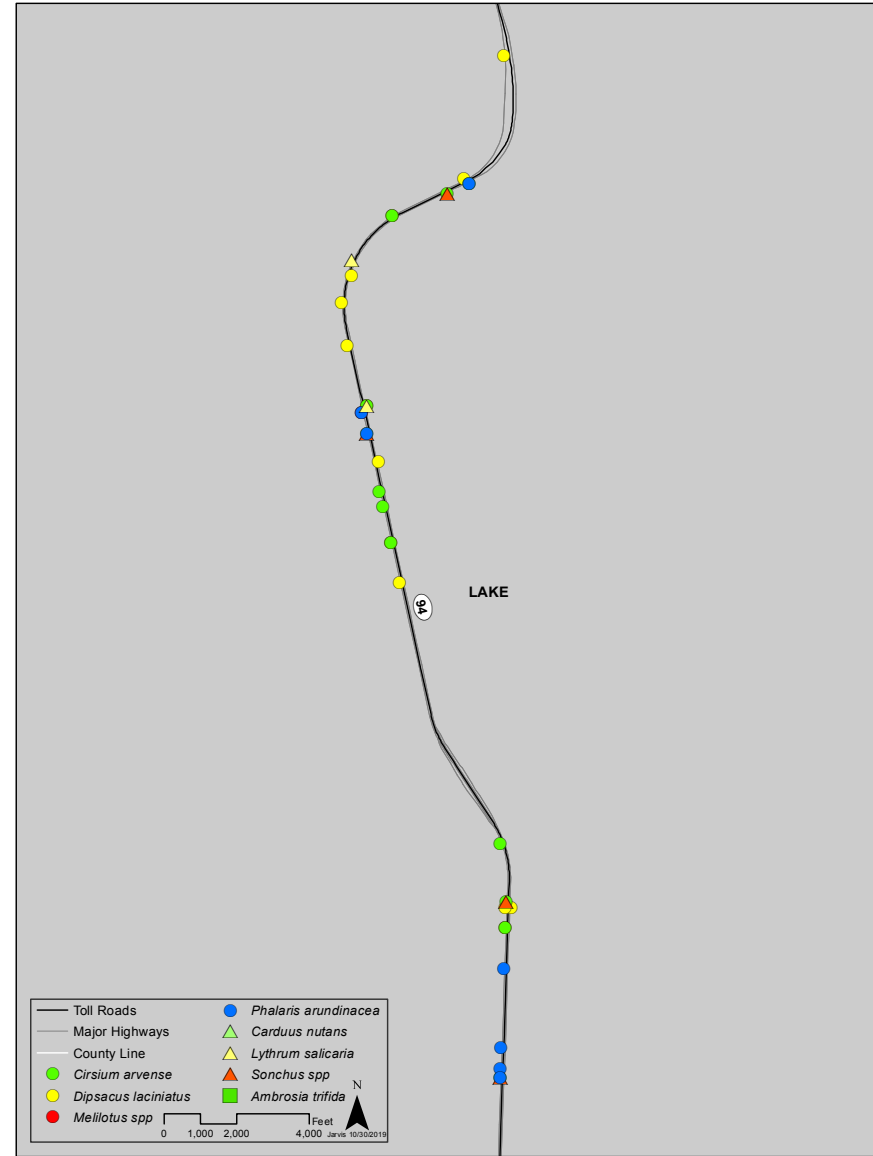 LAKE
94
Toll Roads
Major Highways
County Line
Cirsium arvense
Dipsacus laciniatus
Melilotus spp
Phalaris arundinacea
Carduus nutans
Lythrum salicaria
Sonchus spp
Ambrosia trifida
N
Feet
0 1,000 2,000 4,000
Jarvis 10/30/2019